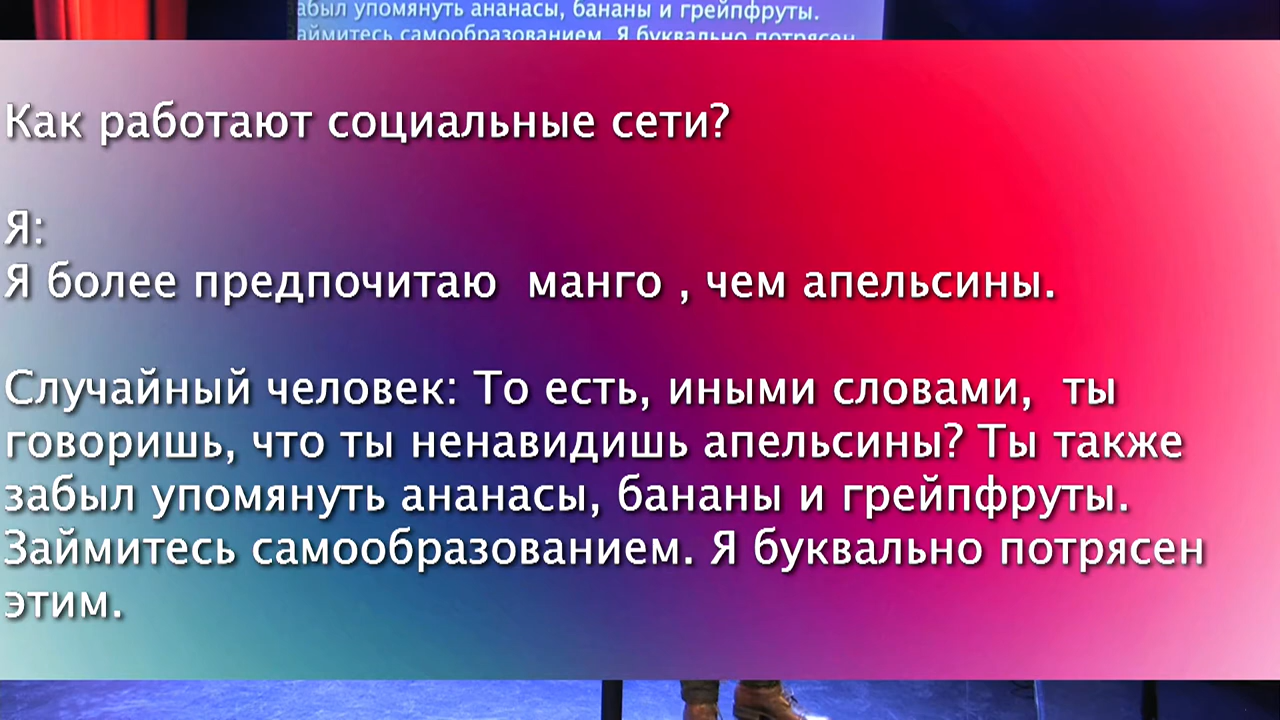 забыл упомянуть ананасы, бананы и грейпфруты.
Займитесь самообразованием. Я буквально потрясен
Как работают социальные сети?
Я:
Я более предпочитаю  манго , чем апельсины.
Случайный человек: То есть, иными словами,  ты
говоришь, что ты ненавидишь апельсины? Ты также
забыл упомянуть ананасы, бананы и грейпфруты.
Займитесь самообразованием. Я буквально потрясен
этим.